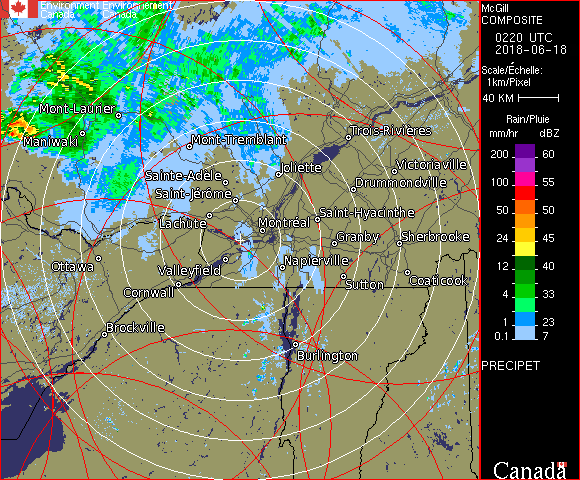 Environment Environnement
Canada Canada
McGill
COMPOSITE
0220 UTC
2018-06-18
Scale/Échelle:
1km/Pixel
40 KM
Rain/Pluie
mm/hr dBZ
200 60
100 55
50 50
24 45
12 40
4 33
1 23
0.1 7
PRECIPET
Canada
Mont-Laurier
Maniwaki
Mont-Tremblant
Trois-Rivières
Joliette
Victoriaville
Sainte-Adèle
Drummondville
Saint-Jérôme
Lachute
Saint-Hyacinthe
Montréal
Granby
Sherbrooke
Ottawa
Valleyfield
Napierville
Sutton
Coaticook
Cornwall
Brockville
Burlington